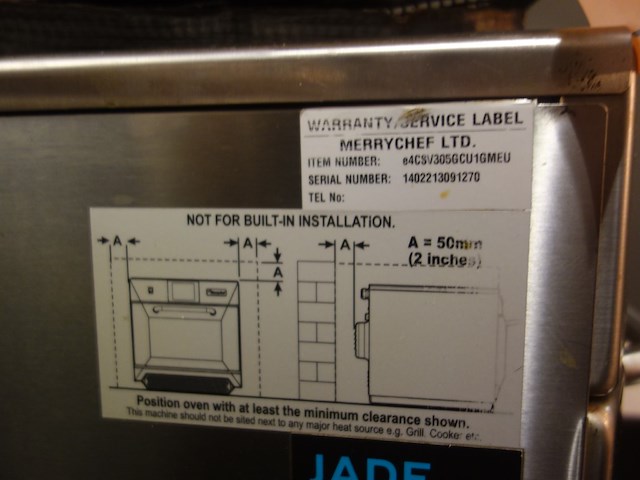 WARRANTY/SERVICE LABEL
MERRYCHEF LTD.
ITEM NUMBER: e4CSV305GCU1GMEU
SERIAL NUMBER: 1402213091270
TEL No:
NOT FOR BUILT-IN INSTALLATION.
A A A A = 50mm
A (2 inches)
Position oven with at least the minimum clearance shown.
This machine should not be sited next to any major heat source e.g. Grill. Cooker etc.
JADE